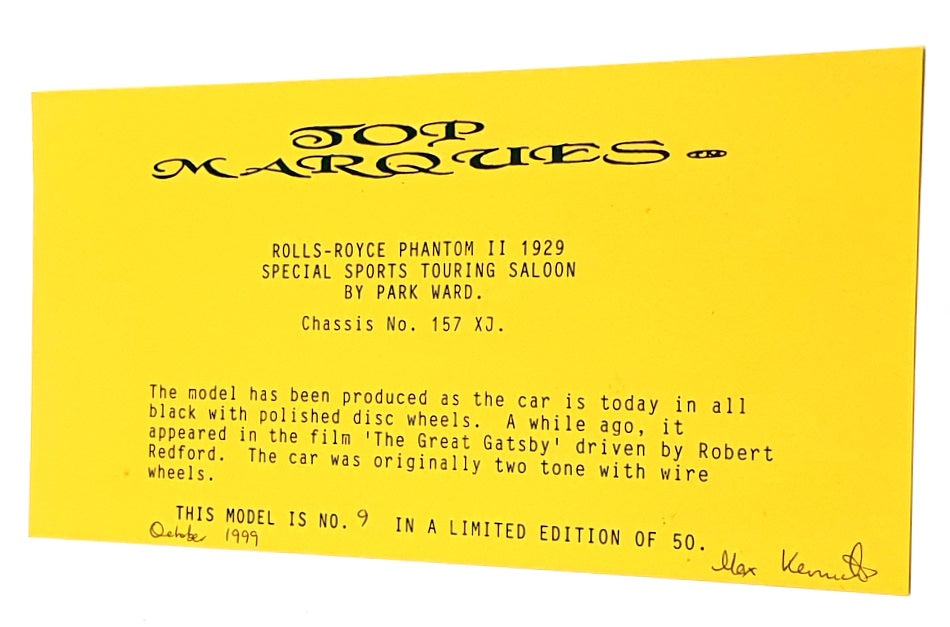 TOP
MARQUES
ROLLS-ROYCE PHANTOM II 1929
SPECIAL SPORTS TOURING SALOON
BY PARK WARD.
Chassis No. 157 XJ.
The model has been produced as the car is today in all
black with polished disc wheels. A while ago, it
appeared in the film 'The Great Gatsby' driven by Robert
Redford. The car was originally two tone with wire
wheels.
THIS MODEL IS NO. 9 IN A LIMITED EDITION OF 50.
October 1999
Max